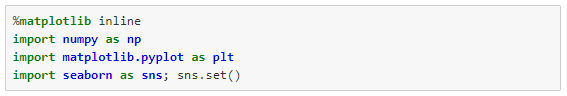 %matplotlib inline
import numpy as np
import matplotlib.pyplot as plt
import seaborn as sns; sns.set()